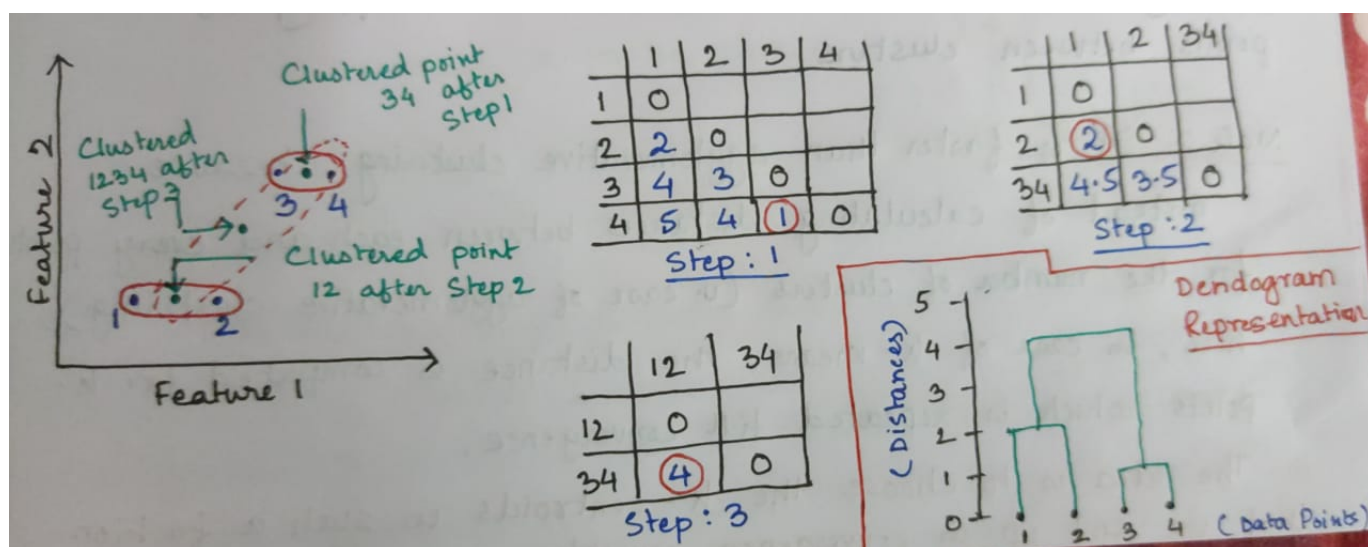 Feature 2
Clustered point
34 after
Step1
Clustered
1234 after
Step 3
3 4
Clustered point
12 after Step 2
1 2
Feature 1
1 2 3 4
1 0
2 2 0
3 4 3 0
4 5 4 1 0
Step : 1
1 2 34
1 0
2 2 0
34 4.5 3.5 0
Step : 2
12 34
12 0
34 4 0
Step : 3
Dendogram
Representation
(Distances)
5
4
3
2
1
0
1 2 3 4 (Data Points)